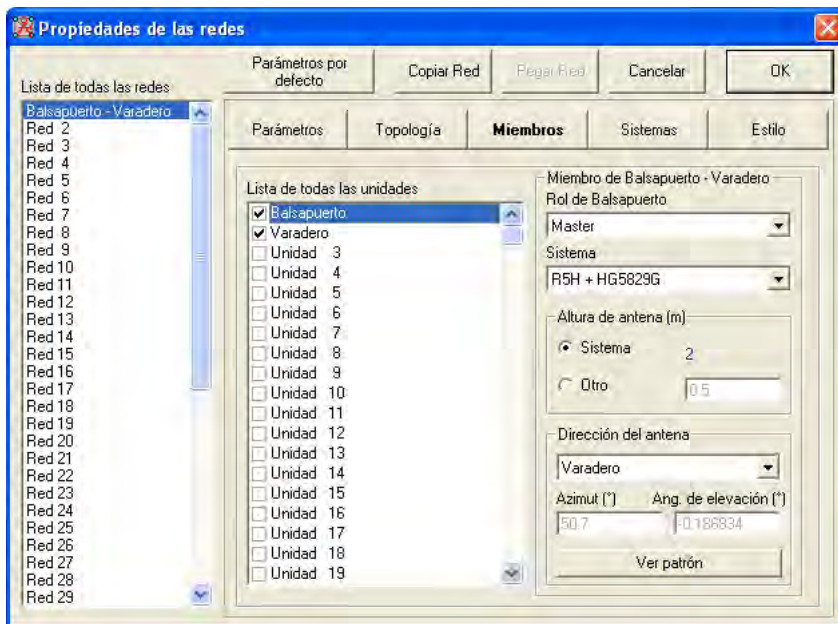 Propiedades de las redes
Parámetros por defecto
Copiar Red
Pegar Red
Cancelar
OK
Lista de todas las redes
Balsapuerto - Varadero
Red 2
Red 3
Red 4
Red 5
Red 6
Red 7
Red 8
Red 9
Red 10
Red 11
Red 12
Red 13
Red 14
Red 15
Red 16
Red 17
Red 18
Red 19
Red 20
Red 21
Red 22
Red 23
Red 24
Red 25
Red 26
Red 27
Red 28
Red 29
Parámetros
Topología
Miembros
Sistemas
Estilo
Lista de todas las unidades
Balsapuerto
Varadero
Unidad 3
Unidad 4
Unidad 5
Unidad 6
Unidad 7
Unidad 8
Unidad 9
Unidad 10
Unidad 11
Unidad 12
Unidad 13
Unidad 14
Unidad 15
Unidad 16
Unidad 17
Unidad 18
Unidad 19
Miembro de Balsapuerto - Varadero
Rol de Balsapuerto
Master
Sistema
R5H + HG5829G
Altura de antena (m)
Sistema 2
Otro 0.5
Dirección del antena
Varadero
Azimut (°) Ang. de elevación (°)
50.7 -0.186834
Ver patrón